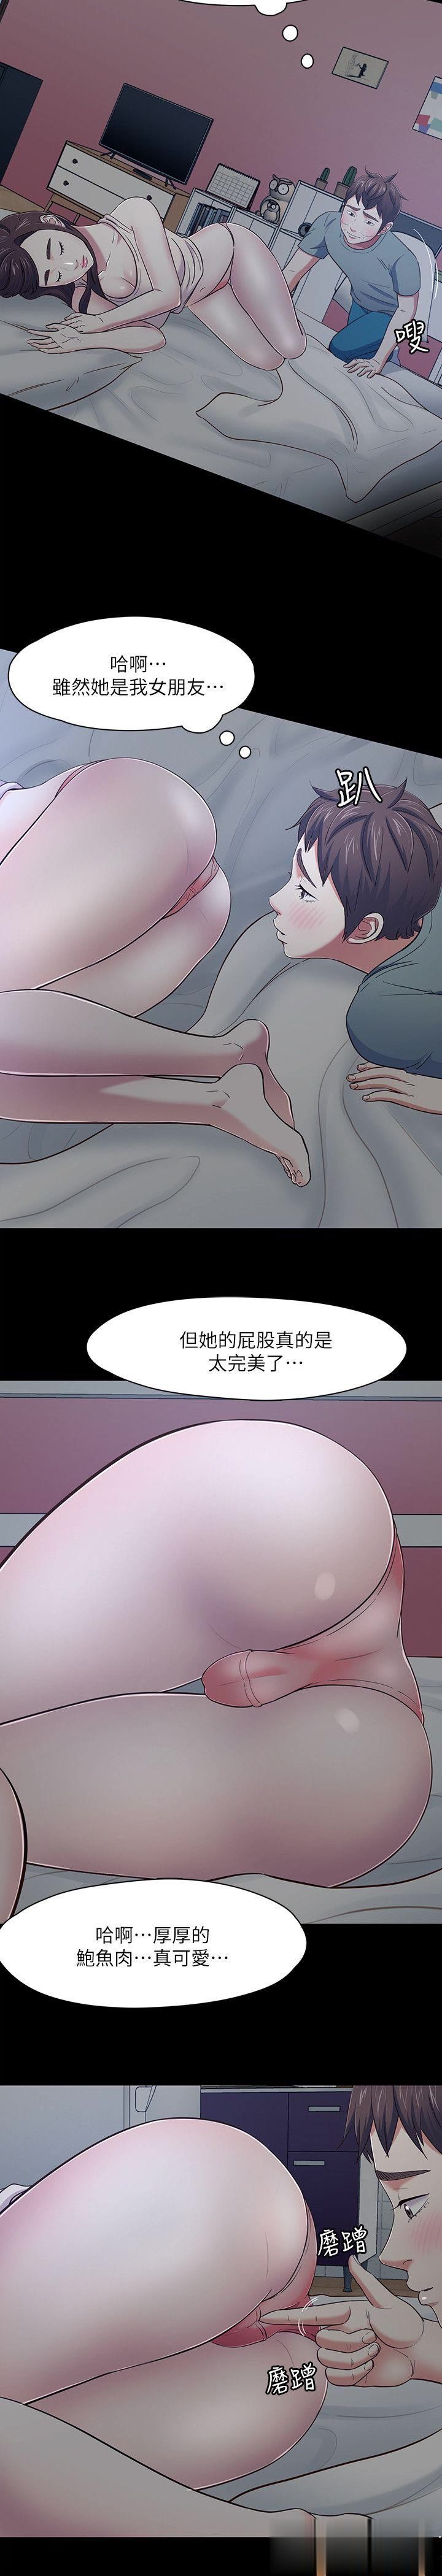 嗖
哈啊…
雖然她是我女朋友…
趴
但她的屁股真的是
太完美了…
哈啊…厚厚的
鮑魚肉…真可愛…
磨蹭
磨蹭